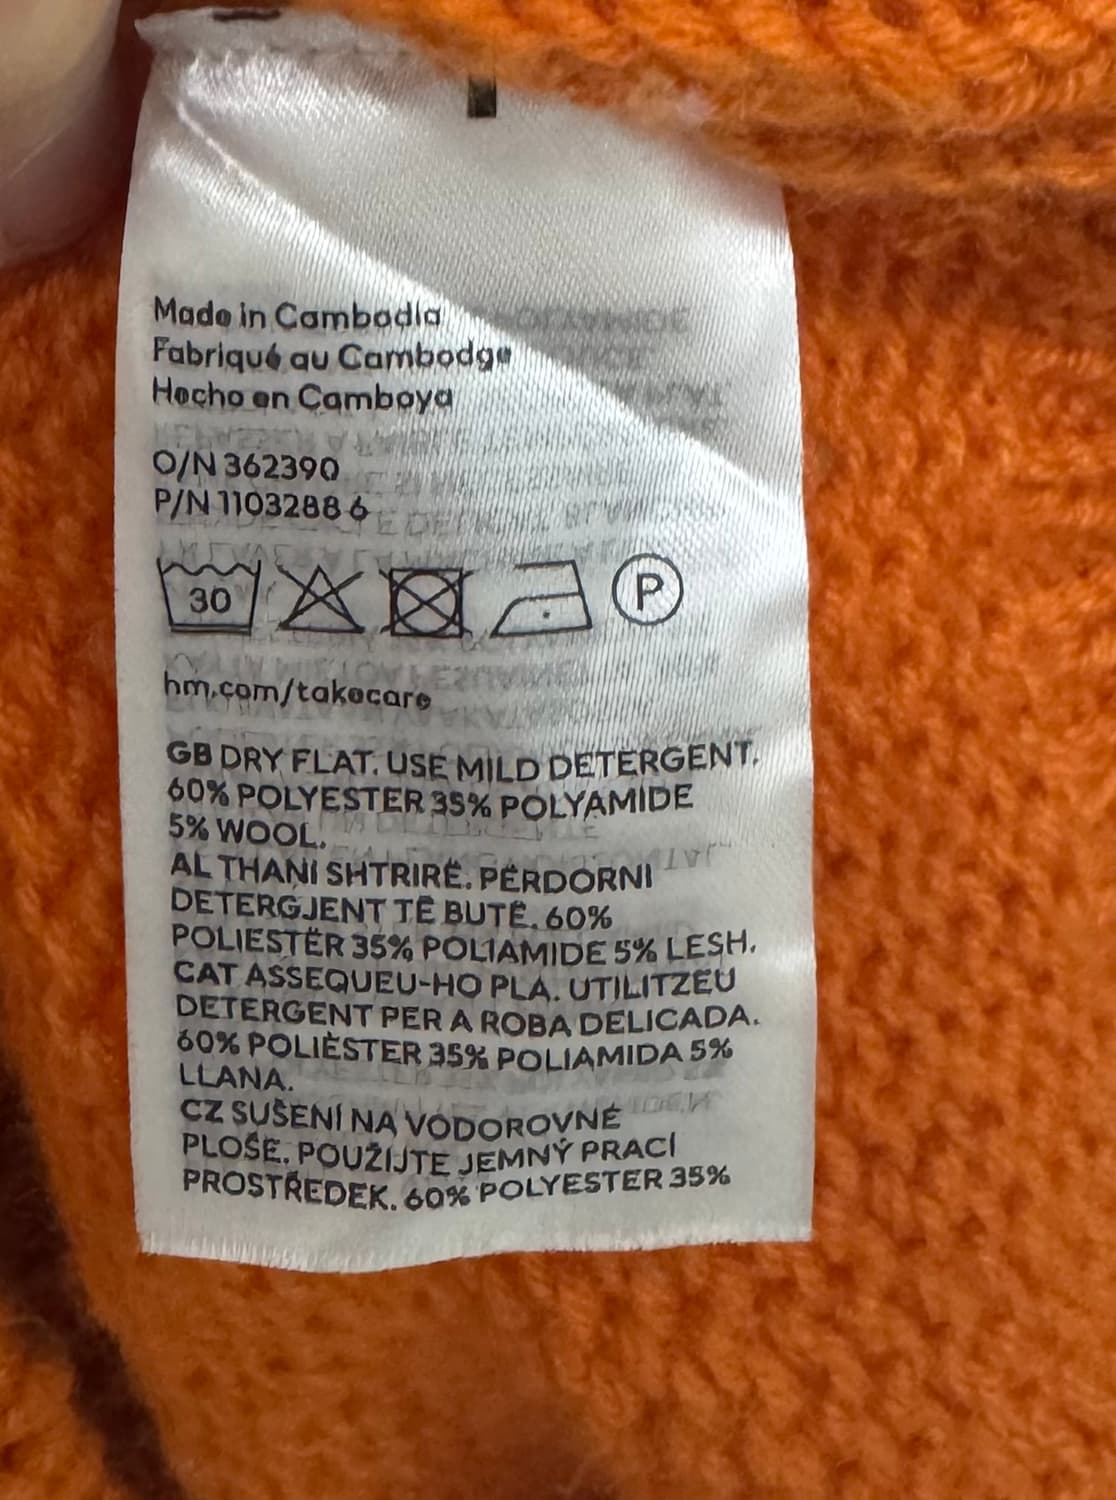 Made in Cambodia
Fabriqué au Cambodge
Hecho en Camboya
O/N 362390
P/N 1103288 6
30
P
hm.com/takecare
GB DRY FLAT. USE MILD DETERGENT.
60% POLYESTER 35% POLYAMIDE
5% WOOL.
AL THANI SHTRIRË. PËRDORNI
DETERGJENT TË BUTË. 60%
POLIESTËR 35% POLIAMIDE 5% LESH.
CAT ASSEQUEU-HO PLA. UTILITZEU
DETERGENT PER A ROBA DELICADA.
60% POLIÈSTER 35% POLIAMIDA 5%
LLANA.
CZ SUŠENÍ NA VODOROVNÉ
PLOŠE. POUŽIJTE JEMNÝ PRACÍ
PROSTŘEDEK. 60% POLYESTER 35%